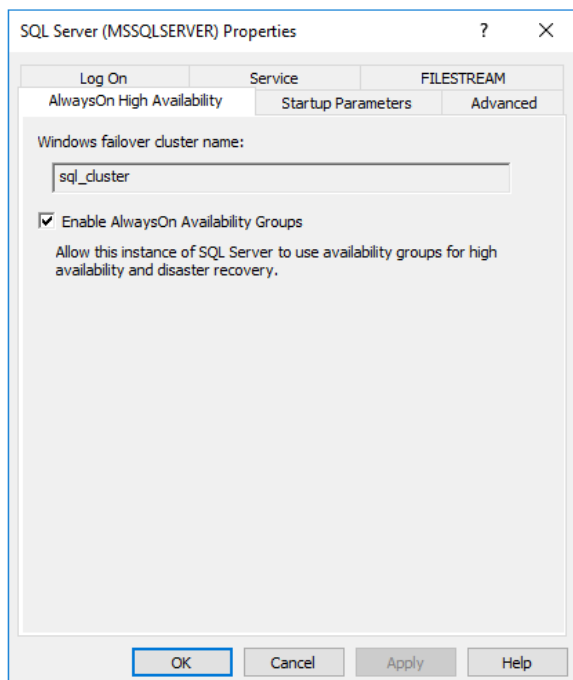 SQL Server (MSSQLSERVER) Properties ?
Log On Service FILESTREAM
AlwaysOn High Availability Startup Parameters Advanced
Windows failover cluster name:
sql_cluster
Enable AlwaysOn Availability Groups
Allow this instance of SQL Server to use availability groups for high
availability and disaster recovery.
OK Cancel Apply Help